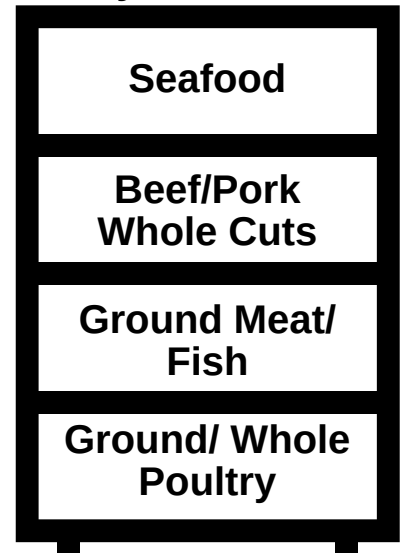 Seafood
Beef/Pork
Whole Cuts
Ground Meat/
Fish
Ground/ Whole
Poultry